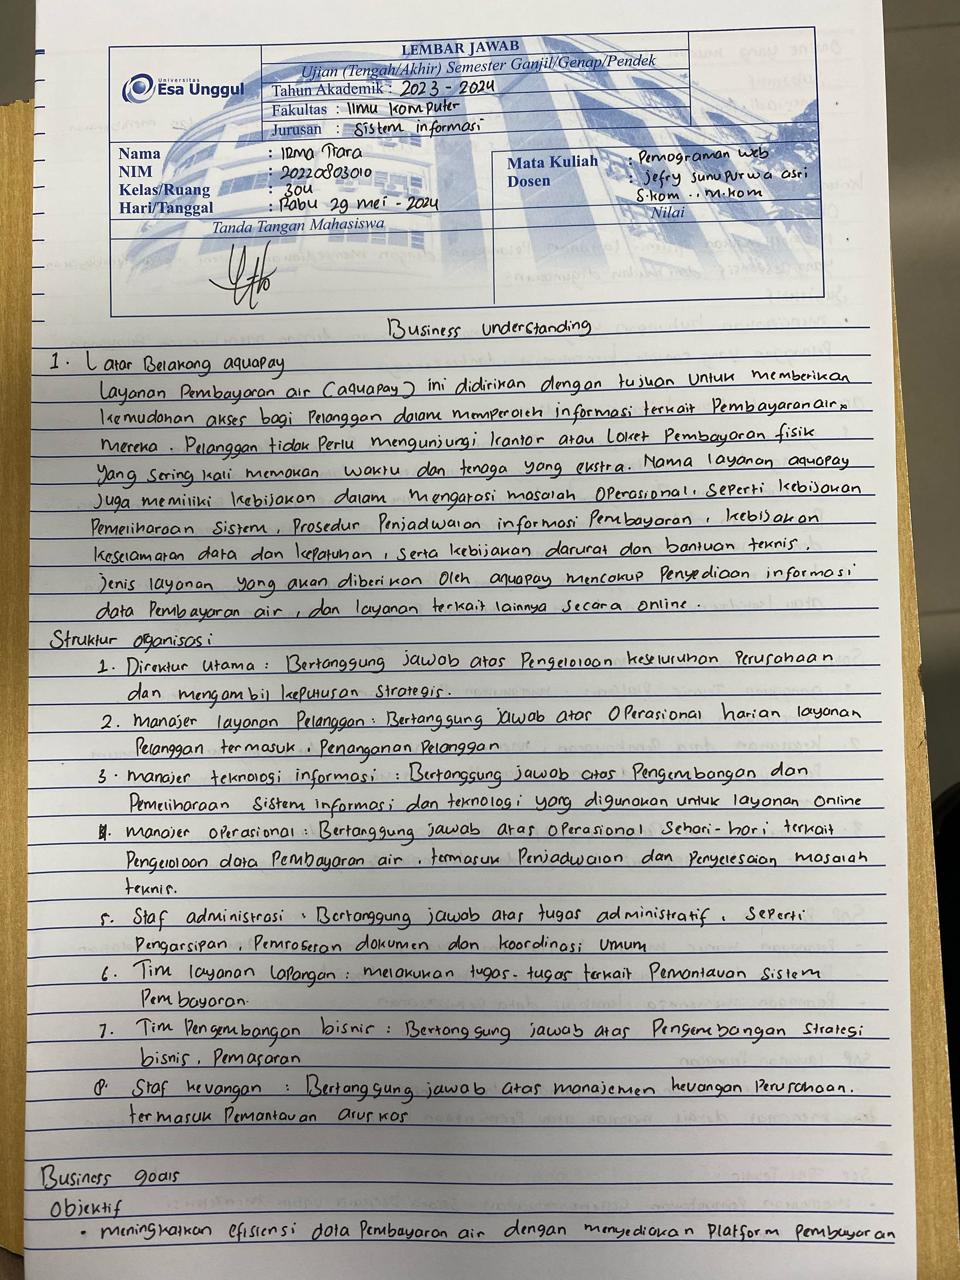 LEMBAR JAWAB
Ujian (Tengah/Akhir) Semester Ganjil/Genap/Pendek
Universitas
Esa Unggul
Tahun Akademik : 2023 - 2024
Fakultas : Ilmu Komputer
Jurusan : Sistem informasi
Nama : IRma Tiara
NIM : 20220803010
Kelas/Ruang : 304
Hari/Tanggal : Rabu 29 mei - 2024
Mata Kuliah : Pemograman web
Dosen : jefry sunupurwa asri
S.kom ., m.kom
Tanda Tangan Mahasiswa
Nilai
Business understanding
1. Latar Belakang aquapay
Layanan Pembayaran air (aquapay) ini didirikan dengan tujuan untuk memberikan
kemudahan akses bagi Pelanggan dalam memperoleh informasi terkait Pembayaran air
mereka. Pelanggan tidak Perlu mengunjungi kantor atau Loket Pembayaran fisik
yang sering kali memakan waktu dan tenaga yang ekstra. Nama layanan aquapay
Juga memiliki kebijakan dalam mengatasi masalah operasional. seperti kebijakan
Pemeliharaan Sistem, Prosedur Penjadwalan informasi Pembayaran, kebijakan
keselamatan data dan kepatuhan, serta kebijakan darurat dan bantuan teknis.
jenis layanan yang akan diberikan oleh aquapay mencakup Penyediaan informasi
data Pembayaran air, dan layanan terkait lainnya secara online.
Struktur organisasi
1. Direktur utama : Bertanggung jawab atas Pengelolaan keseluruhan Perusahaan
dan mengambil keputusan Strategis.
2. Manajer layanan Pelanggan : Bertanggung jawab atas operasional harian layanan
Pelanggan termasuk, Penanganan Pelanggan
3. manajer teknologi informasi : Bertanggung jawab atas Pengembangan dan
Pemeliharaan Sistem informasi dan teknologi yang digunakan untuk layanan online
4. manajer operasional : Bertanggung jawab atas operasional sehari-hari terkait
Pengelolaan data Pembayaran air, termasuk Penjadwalan dan Penyelesaian masalah
teknis.
5. Staf administrasi : Bertanggung jawab atas tugas administratif, seperti
Pengarsipan, Pemrosesan dokumen dan koordinasi umum
6. Tim layanan lapangan : melakukan tugas-tugas terkait Pemantauan Sistem
Pembayaran.
7. Tim Pengembangan bisnis : Bertanggung jawab atas Pengembangan Strategi
bisnis, Pemasaran
8. Staf keuangan : Bertanggung jawab atas manajemen keuangan Perusahaan.
termasuk Pemantauan arus kas
Business goals
Objektif
• meningkatkan efisiensi data Pembayaran air dengan menyediakan Platform Pembayaran